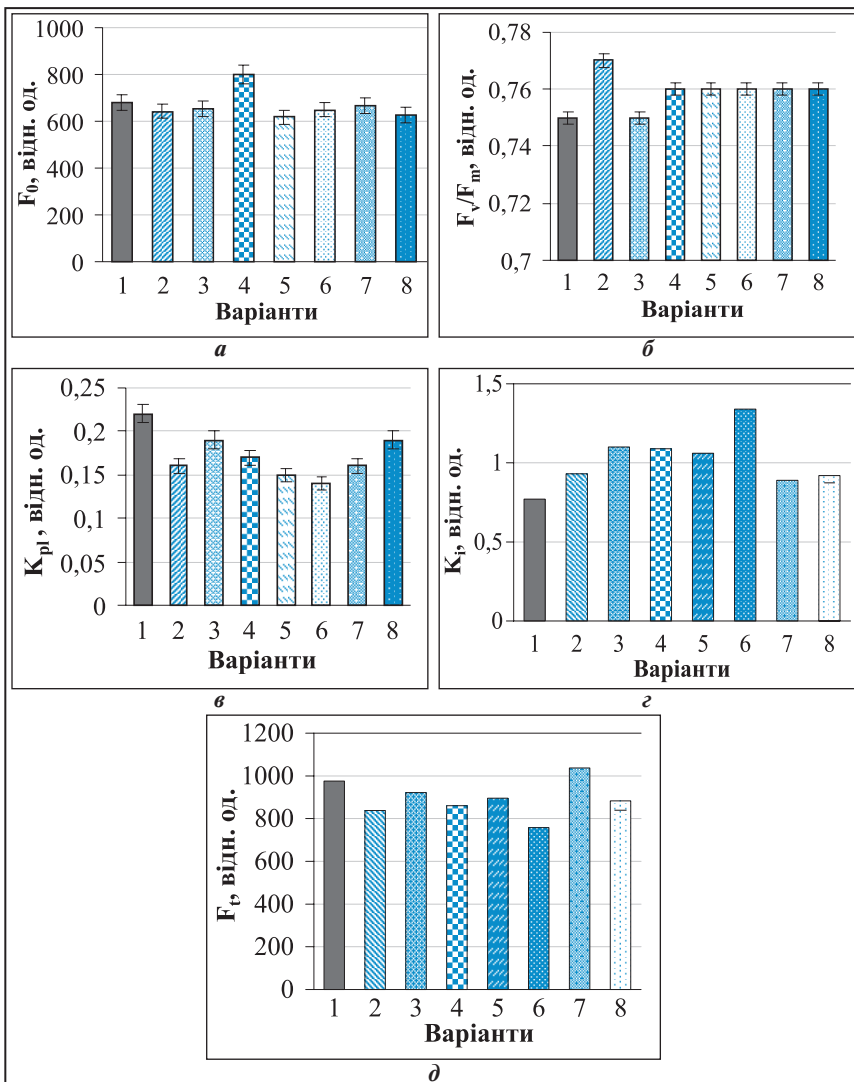 1000
800
600
400
200
0
F₀, відн. од.
1 2 3 4 5 6 7 8
Варіанти
а
0,78
0,76
0,74
0,72
0,7
Fᵥ/Fₘ, відн. од.
1 2 3 4 5 6 7 8
Варіанти
б
0,25
0,2
0,15
0,1
0,05
0
Kₚₗ, відн. од.
1 2 3 4 5 6 7 8
Варіанти
в
1,5
1
0,5
0
Kᵢ, відн. од.
1 2 3 4 5 6 7 8
Варіанти
г
1200
1000
800
600
400
200
0
Fₜ, відн. од.
1 2 3 4 5 6 7 8
Варіанти
д